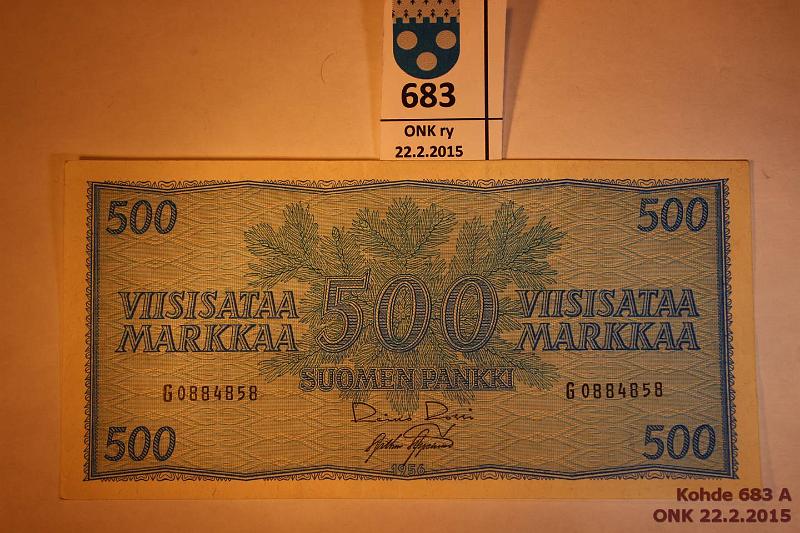 683
ONK ry
22.2.2015
500
500
VIISISATAA
MARKKAA
500
VIISISATAA
MARKKAA
SUOMEN PANKKI
G0884858
G0884858
500
500
1956
Kohde 683 A
ONK 22.2.2015